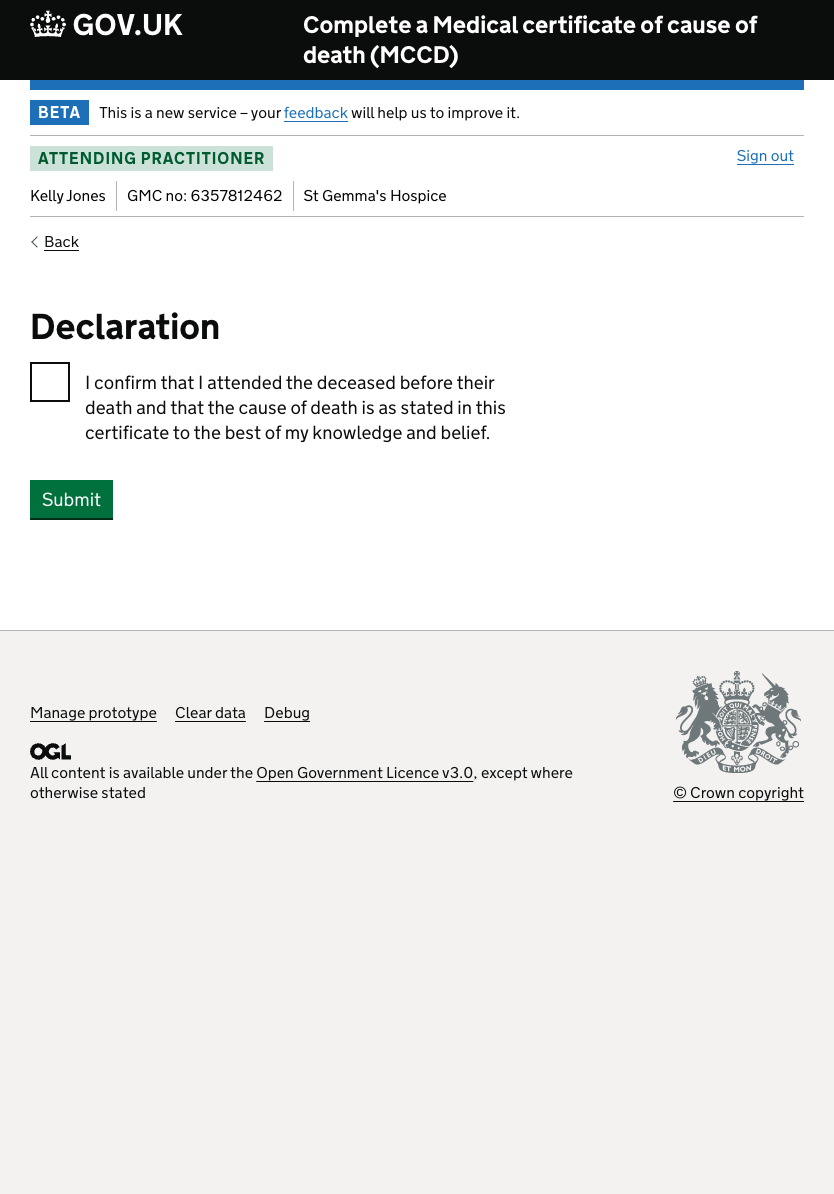 GOV.UK
Complete a Medical certificate of cause of
death (MCCD)
BETA This is a new service – your feedback will help us to improve it.
ATTENDING PRACTITIONER
Sign out
Kelly Jones GMC no: 6357812462 St Gemma's Hospice
Back
Declaration
I confirm that I attended the deceased before their
death and that the cause of death is as stated in this
certificate to the best of my knowledge and belief.
Submit
Manage prototype Clear data Debug
OGL
All content is available under the Open Government Licence v3.0, except where
otherwise stated
DIEU ET MON DROIT
© Crown copyright